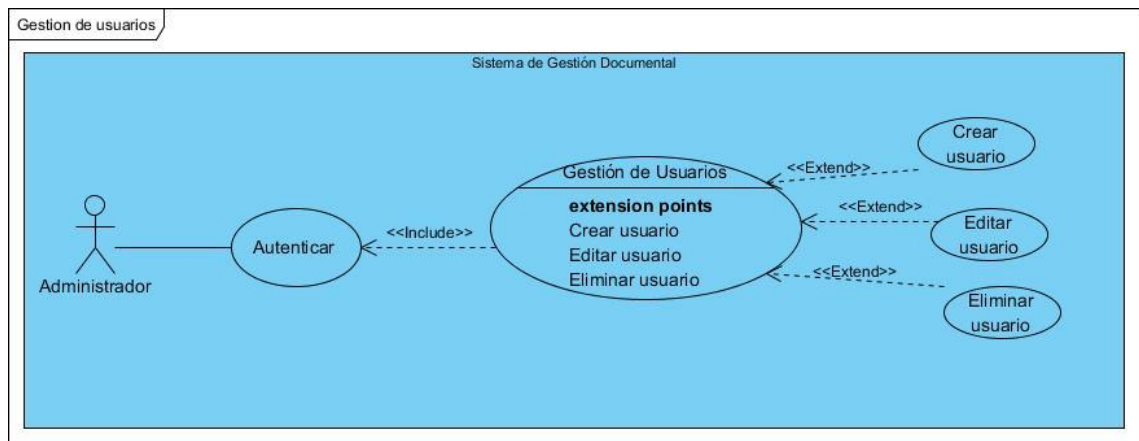 Gestion de usuarios
Sistema de Gestión Documental
Crear
usuario
<<Extend>>
Gestión de Usuarios
extension points
Crear usuario
Editar usuario
Eliminar usuario
<<Extend>>
Editar
usuario
<<Include>>
Autenticar
Administrador
<<Extend>>
Eliminar
usuario